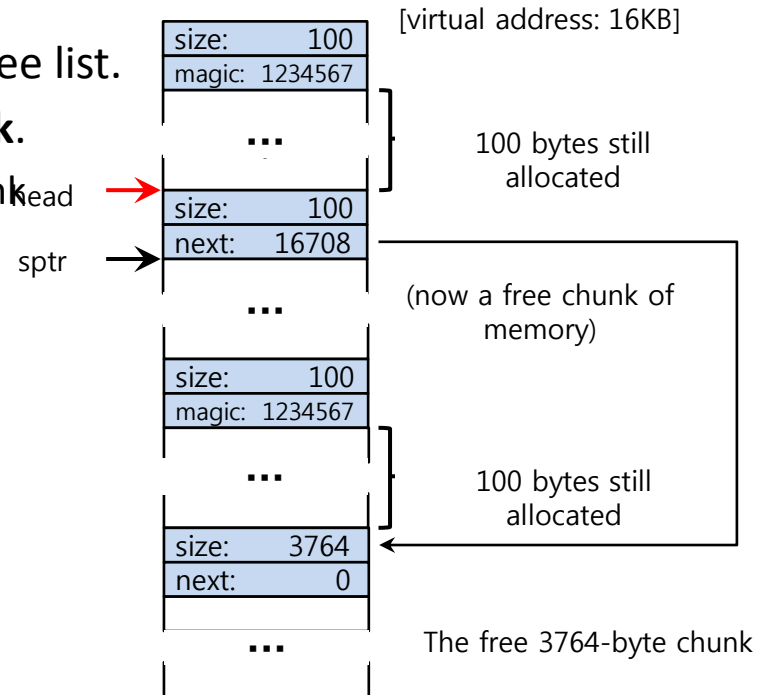 [virtual address: 16KB]
size: 100
magic: 1234567
ee list.
k.
...
100 bytes still
allocated
nk
head
size: 100
next: 16708
sptr
(now a free chunk of
memory)
...
size: 100
magic: 1234567
...
100 bytes still
allocated
size: 3764
next: 0
...
The free 3764-byte chunk